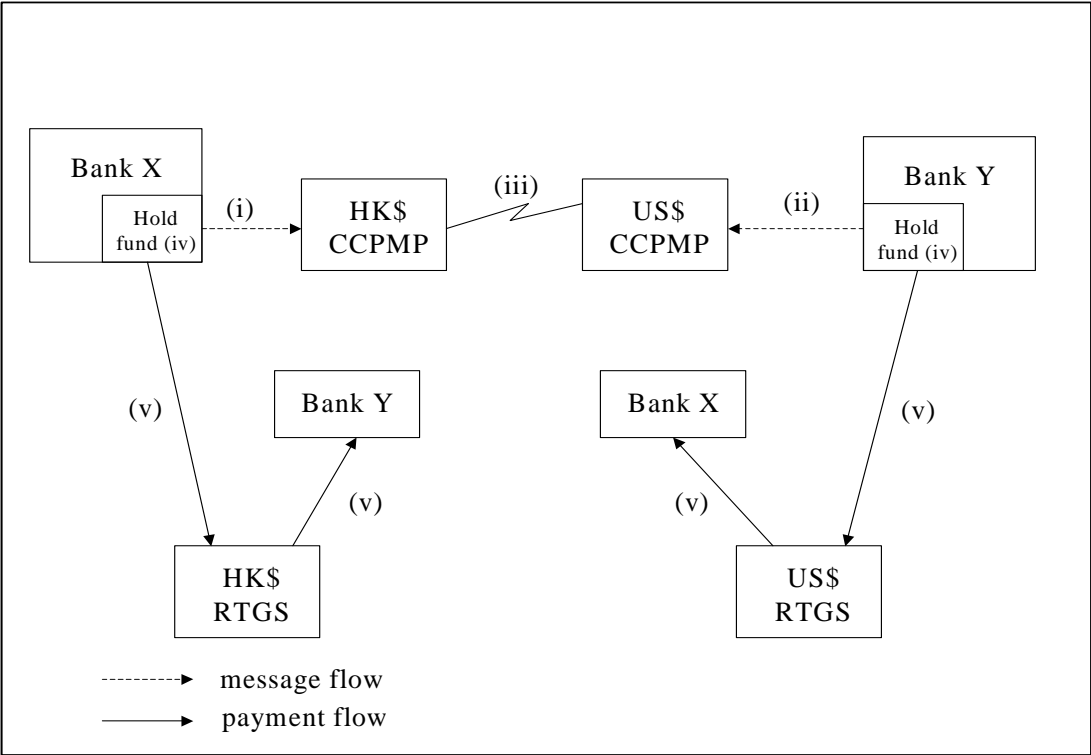 Bank X
Hold
fund (iv)
(i)
HK$
CCPMP
(iii)
US$
CCPMP
(ii)
Bank Y
Hold
fund (iv)
(v)
Bank Y
(v)
HK$
RTGS
Bank X
(v)
(v)
US$
RTGS
message flow
payment flow